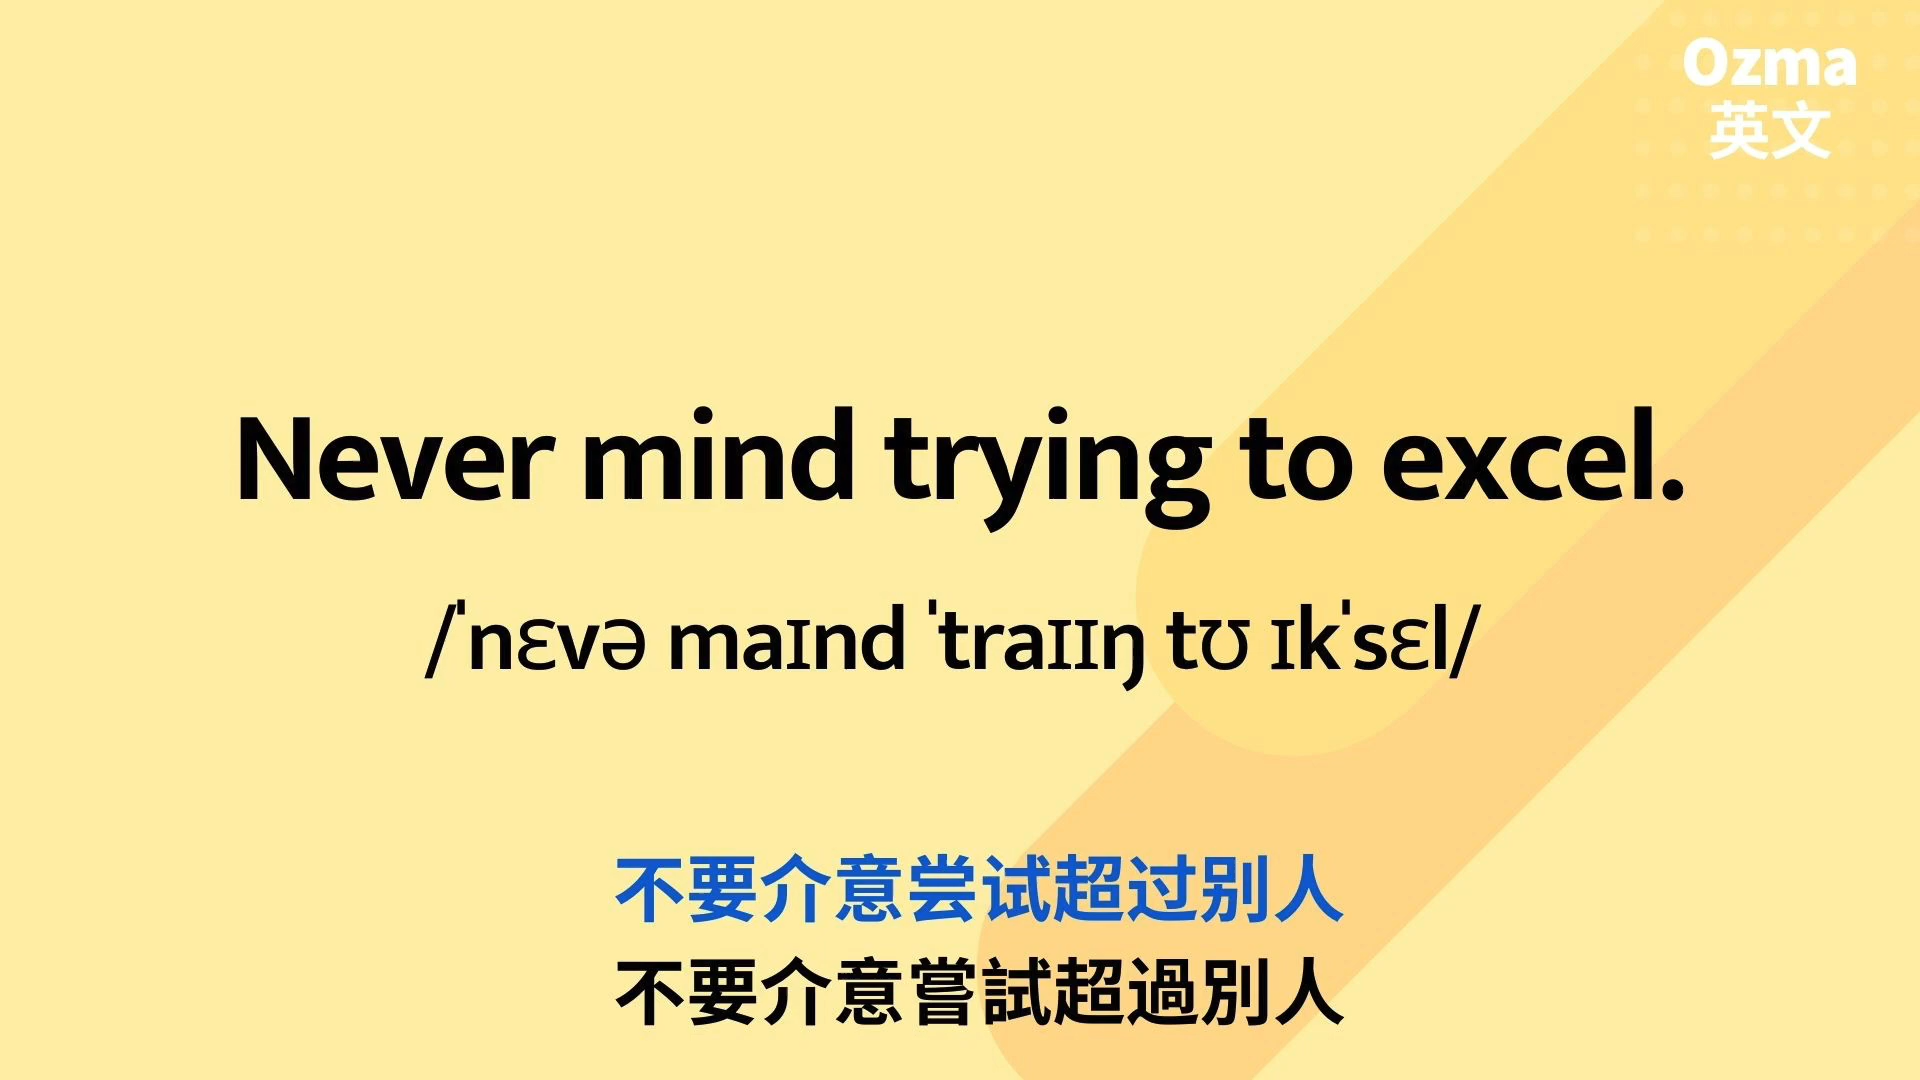 Ozma
英文
Never mind trying to excel.
/ˈnɛvə maɪnd ˈtraɪɪŋ tʊ ɪkˈsɛl/
不要介意尝试超过别人
不要介意嘗試超過別人